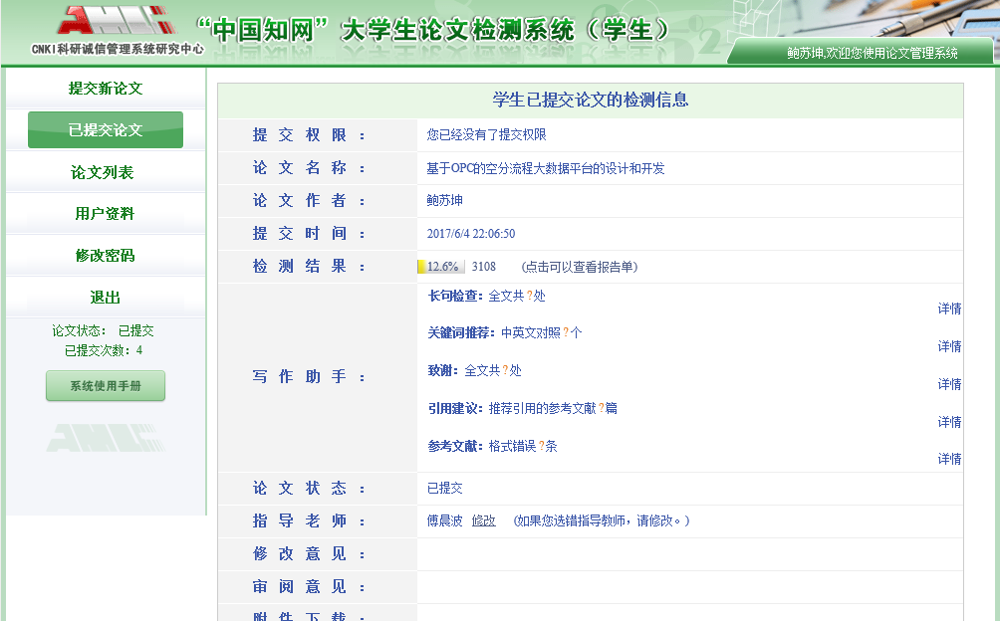 CNKI科研诚信管理系统研究中心
“中国知网”大学生论文检测系统（学生）
鲍苏坤,欢迎您使用论文管理系统
提交新论文
已提交论文
论文列表
用户资料
修改密码
退出
论文状态： 已提交
已提交次数：4
系统使用手册
学生已提交论文的检测信息
提交权限： 您已经没有了提交权限
论文名称： 基于OPC的空分流程大数据平台的设计和开发
论文作者： 鲍苏坤
提交时间： 2017/6/4 22:06:50
检测结果： 12.6% 3108 (点击可以查看报告单)
写作助手：
长句检查：全文共?处 详情
关键词推荐：中英文对照?个 详情
致谢：全文共?处 详情
引用建议：推荐引用的参考文献?篇 详情
参考文献：格式错误?条 详情
论文状态： 已提交
指导老师： 傅晨波 修改 (如果您选错指导教师，请修改。)
修改意见：
审阅意见：
附件下载：